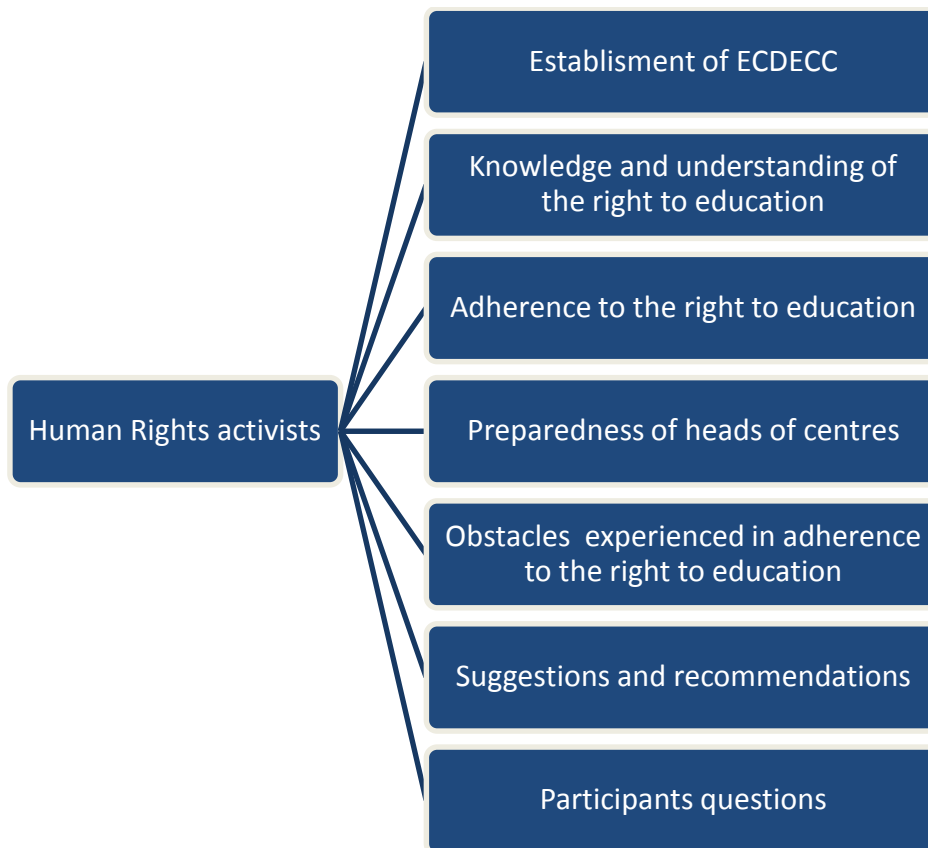 Establisment of ECDECC
Knowledge and understanding of
the right to education
Adherence to the right to education
Human Rights activists
Preparedness of heads of centres
Obstacles  experienced in adherence
to the right to education
Suggestions and recommendations
Participants questions